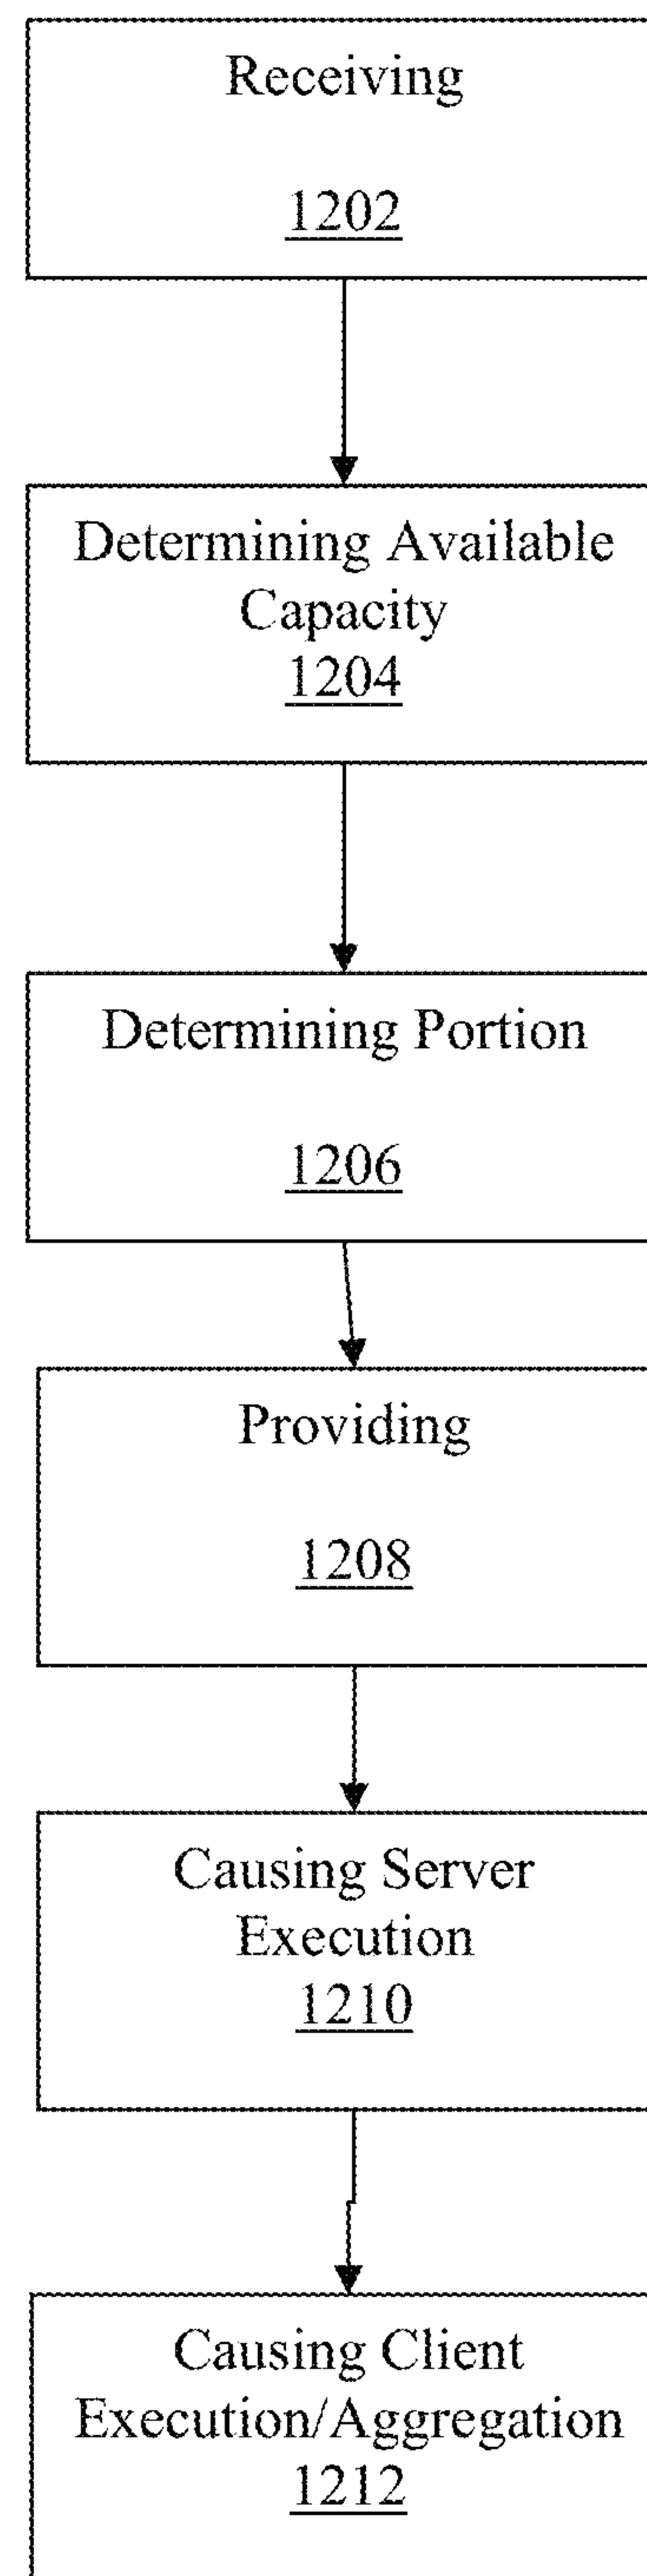 Receiving
1202
Determining Available
Capacity
1204
Determining Portion
1206
Providing
1208
Causing Server
Execution
1210
Causing Client
Execution/Aggregation
1212